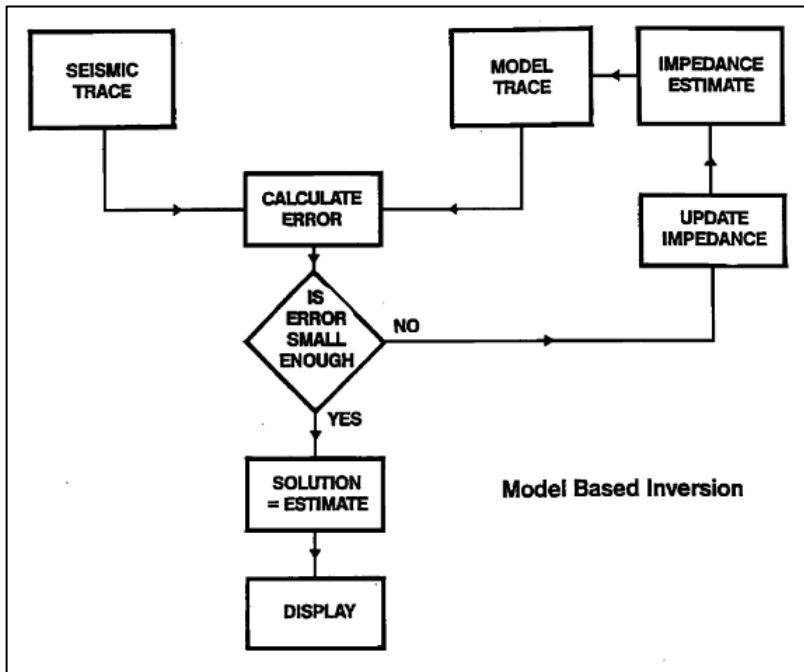 SEISMIC
TRACE
MODEL
TRACE
IMPEDANCE
ESTIMATE
CALCULATE
ERROR
UPDATE
IMPEDANCE
IS
ERROR
SMALL
ENOUGH
NO
YES
SOLUTION
= ESTIMATE
Model Based Inversion
DISPLAY